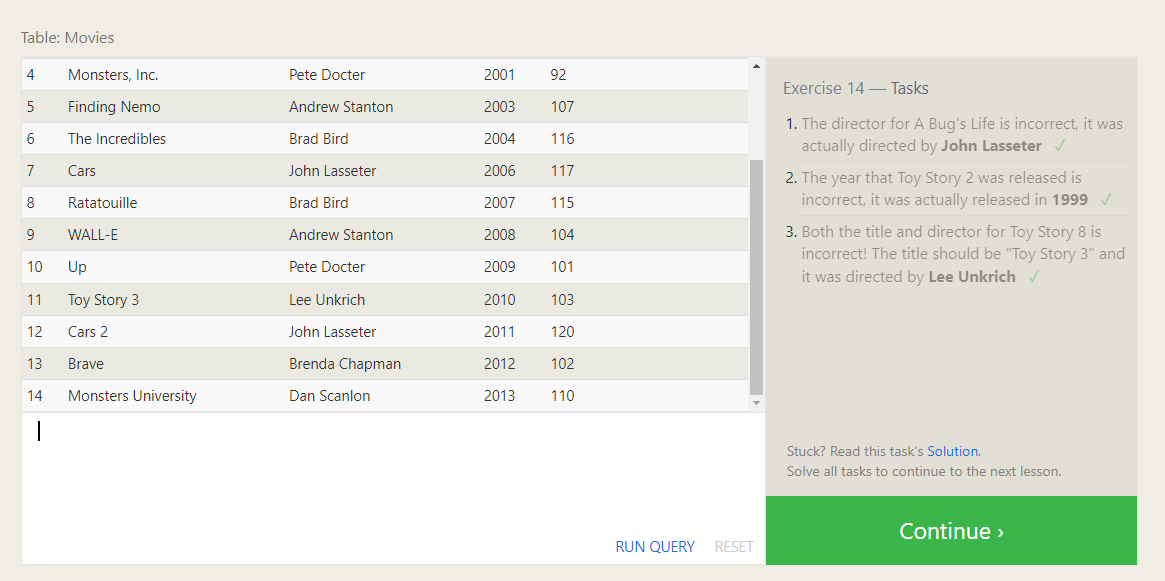 Table: Movies
4 Monsters, Inc. Pete Docter 2001 92
5 Finding Nemo Andrew Stanton 2003 107
6 The Incredibles Brad Bird 2004 116
7 Cars John Lasseter 2006 117
8 Ratatouille Brad Bird 2007 115
9 WALL-E Andrew Stanton 2008 104
10 Up Pete Docter 2009 101
11 Toy Story 3 Lee Unkrich 2010 103
12 Cars 2 John Lasseter 2011 120
13 Brave Brenda Chapman 2012 102
14 Monsters University Dan Scanlon 2013 110
RUN QUERY RESET
Exercise 14 — Tasks
1. The director for A Bug's Life is incorrect, it was
actually directed by John Lasseter ✓
2. The year that Toy Story 2 was released is
incorrect, it was actually released in 1999 ✓
3. Both the title and director for Toy Story 8 is
incorrect! The title should be "Toy Story 3" and
it was directed by Lee Unkrich ✓
Stuck? Read this task's Solution.
Solve all tasks to continue to the next lesson.
Continue ›